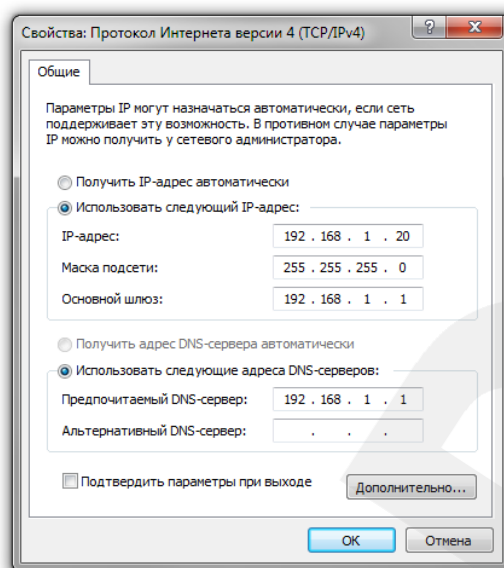 Свойства: Протокол Интернета версии 4 (TCP/IPv4)
Общие
Параметры IP могут назначаться автоматически, если сеть
поддерживает эту возможность. В противном случае параметры
IP можно получить у сетевого администратора.
Получить IP-адрес автоматически
Использовать следующий IP-адрес:
IP-адрес: 192 . 168 . 1 . 20
Маска подсети: 255 . 255 . 255 . 0
Основной шлюз: 192 . 168 . 1 . 1
Получить адрес DNS-сервера автоматически
Использовать следующие адреса DNS-серверов:
Предпочитаемый DNS-сервер: 192 . 168 . 1 . 1
Альтернативный DNS-сервер: . . .
Подтвердить параметры при выходе
Дополнительно...
OK Отмена